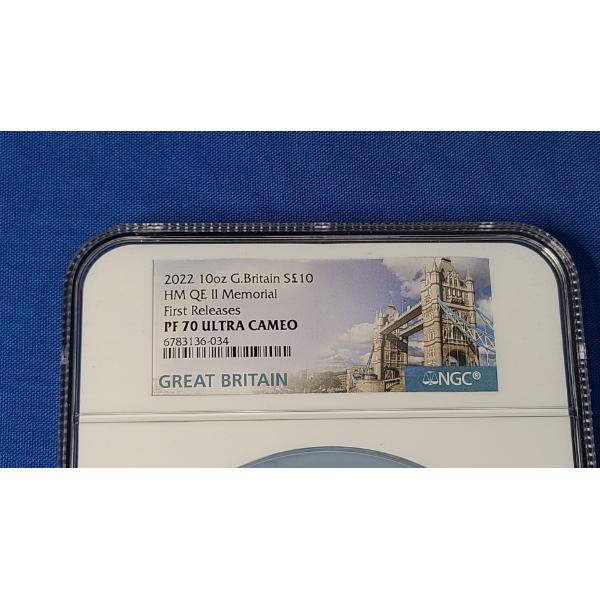 2022 10oz G.Britain S£10
HM QE II Memorial
First Releases
PF 70 ULTRA CAMEO
6783136-034
GREAT BRITAIN
NGC®